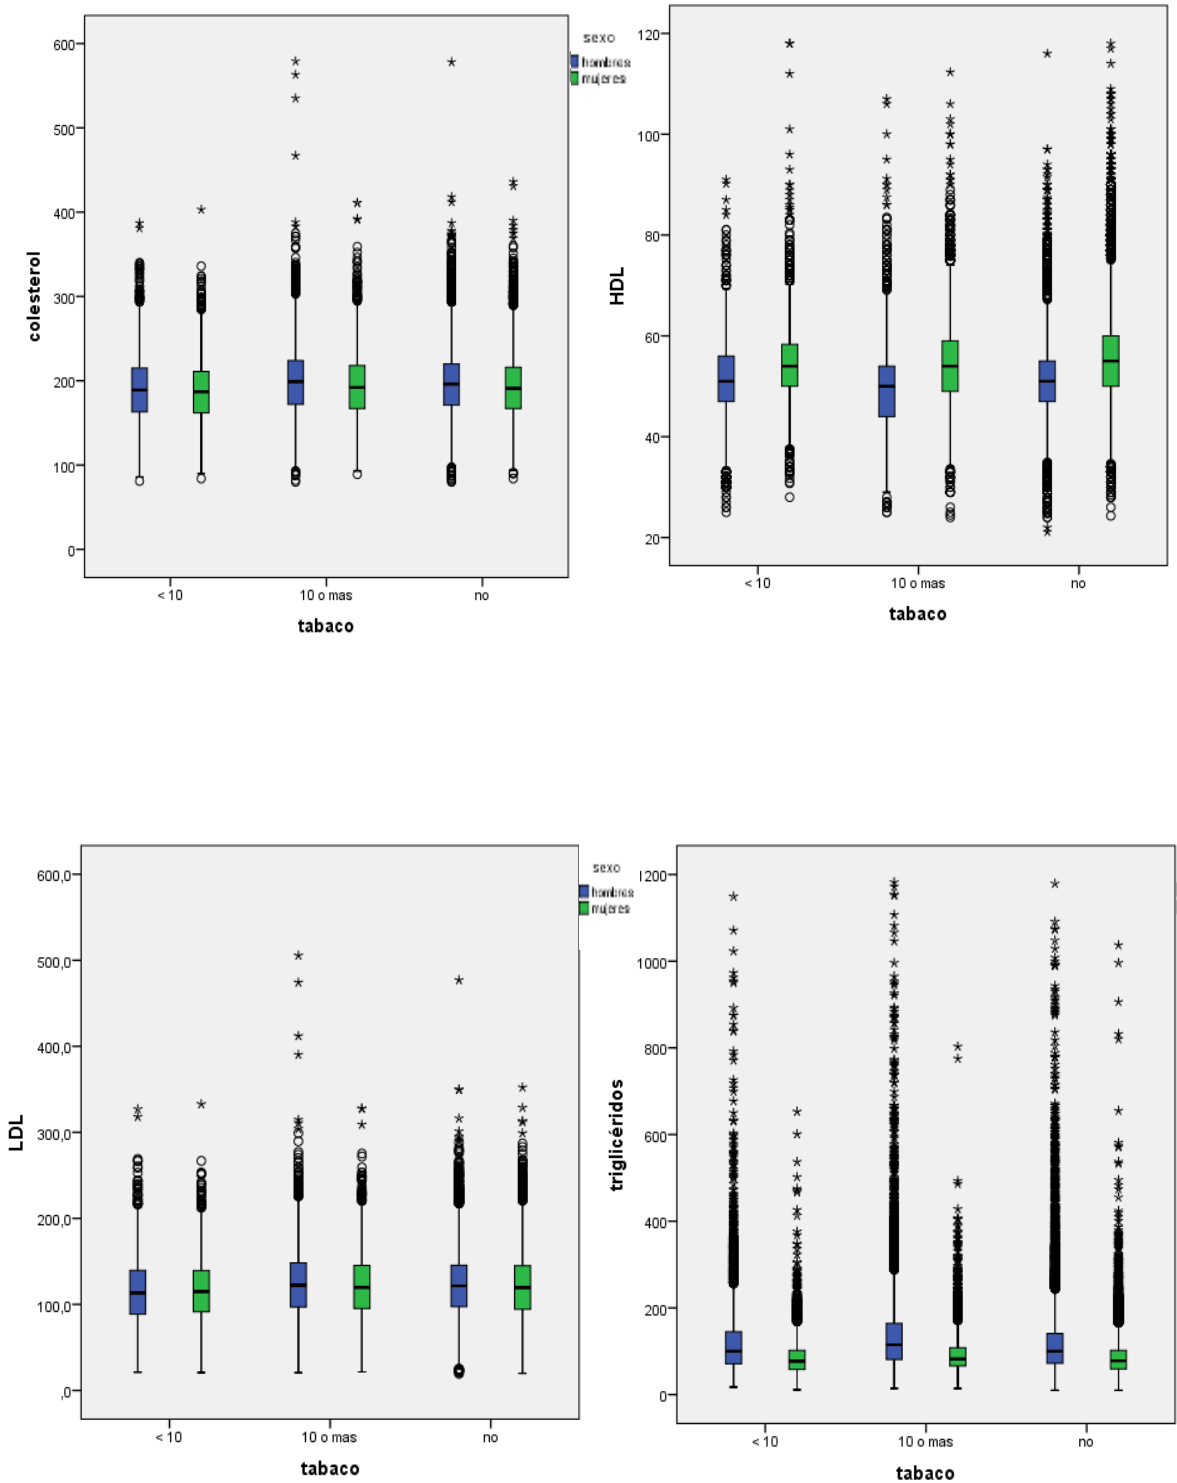 600
500
400
300
200
100
0
colesterol
< 10
10 o mas
no
tabaco
sexo
hombres
mujeres
120
100
80
60
40
20
HDL
< 10
10 o mas
no
tabaco
600,0
500,0
400,0
300,0
200,0
100,0
,0
LDL
< 10
10 o mas
no
tabaco
sexo
hombres
mujeres
1200
1000
800
600
400
200
0
triglicéridos
< 10
10 o mas
no
tabaco